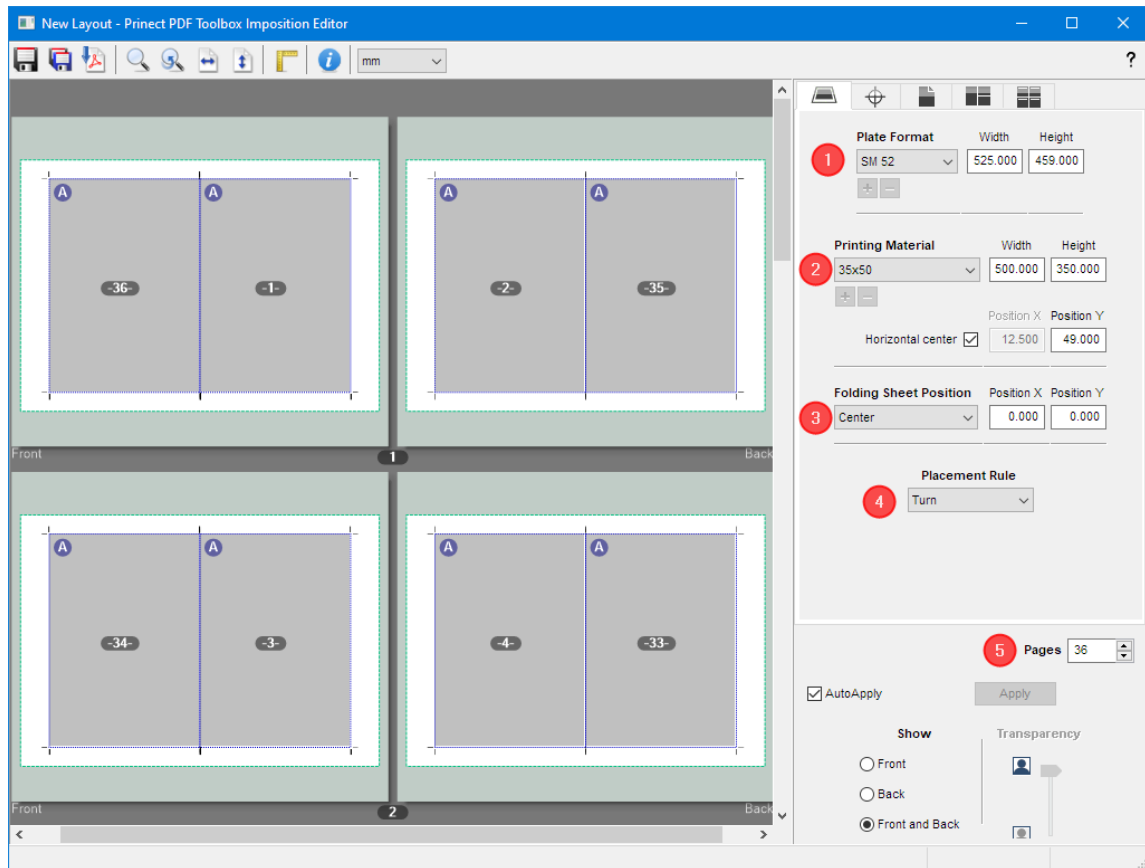 New Layout - Prinect PDF Toolbox Imposition Editor
mm
?
A A A A
-36- -1- -2- -35-
Front 1 Back
A A A A
-34- -3- -4- -33-
Front 2 Back
Plate Format Width Height
1 SM 52 525.000 459.000
Printing Material Width Height
2 35x50 500.000 350.000
Position X Position Y
Horizontal center 12.500 49.000
Folding Sheet Position Position X Position Y
3 Center 0.000 0.000
Placement Rule
4 Turn
5 Pages 36
AutoApply Apply
Show Transparency
Front
Back
Front and Back